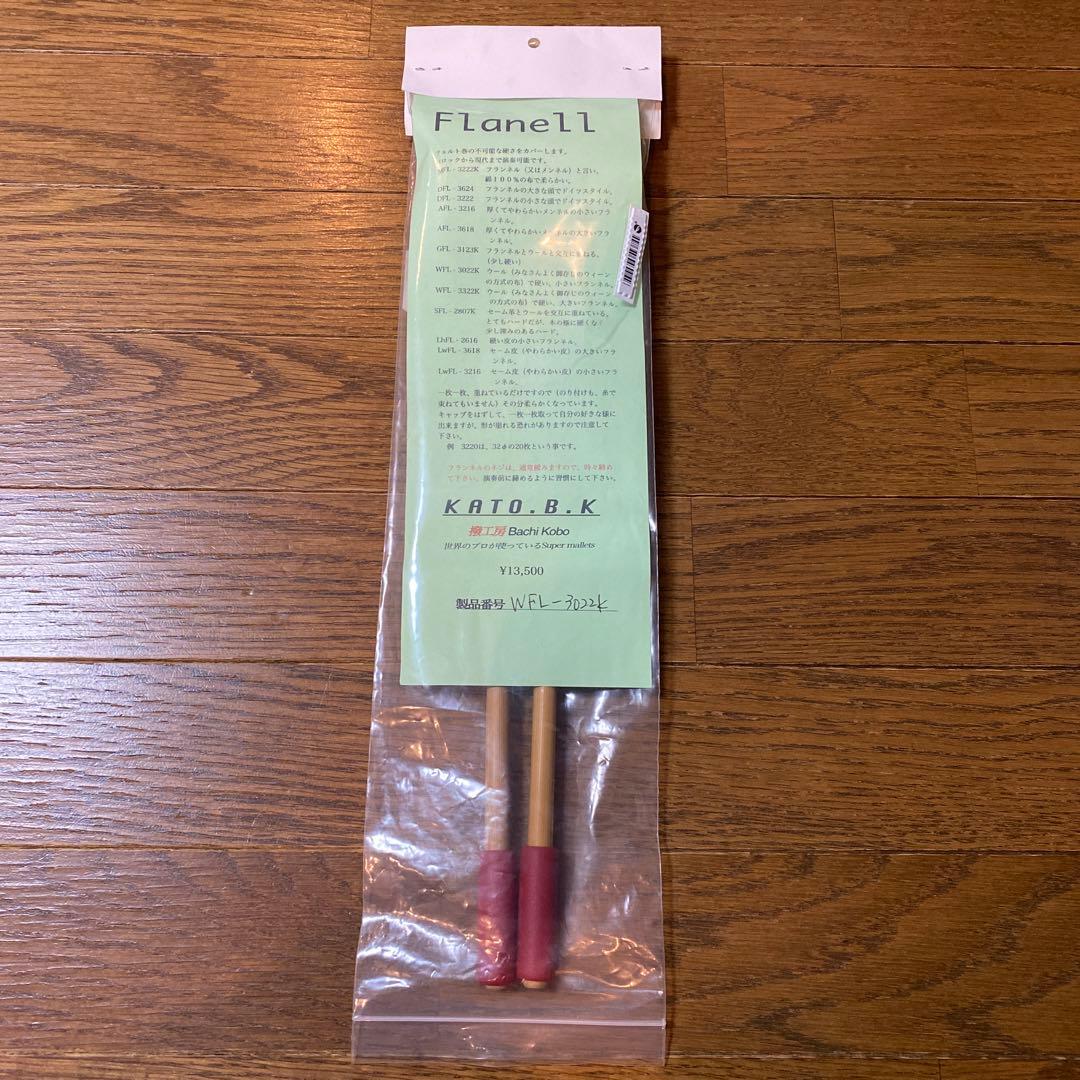 Flanell
フェルト巻の不可能な硬さをカバーします。
ロックから現代まで演奏可能です。
FL - 3222K フランネル（又はメンネル）と言い、
綿100%の布で柔らかい。
DFL - 3624 フランネルの大きな頭でドイツスタイル。
DFL - 3222 フランネルの小さな頭でドイツスタイル。
AFL - 3216 厚くてやわらかいメンネルの小さいフラ
ンネル。
AFL - 3618 厚くてやわらかいメンネルの大きいフラ
ンネル。
GFL - 3123K フランネルとウールと交互に重ねる。
（少し硬い）
WFL - 3022K ウール（みなさんよく御存じのウィーン
の方式の布）で硬い、小さいフランネル。
WFL - 3322K ウール（みなさんよく御存じのウィーン
の方式の布）で硬い、大きいフランネル。
SFL - 2807K セーム革とウールを交互に重ねている。
とてもハードだが、木の様に硬くな
少し深みのあるハード。
LhFL - 2616 硬い皮の小さいフランネル。
LwFL - 3618 セーム皮（やわらかい皮）の大きいフラ
ンネル。
LwFL - 3216 セーム皮（やわらかい皮）の小さいフラ
ンネル。
一枚一枚、重ねているだけですので（のり付けも、糸で
束ねてもいません）その分柔らかくなっています。
キャップをはずして、一枚一枚取って自分の好きな様に
出来ますが、形が崩れる恐れがありますので注意して
下さい。
例 - 3220は、32φの20枚という事です。
フランネルのネジは、通常緩みますので、時々締め
て下さい。演奏前に締めるように習慣にして下さい。
KATO.B.K
撥工房 Bachi Kobo
世界のプロが使っているSuper mallets
¥13,500
製品番号 WFL-3022K